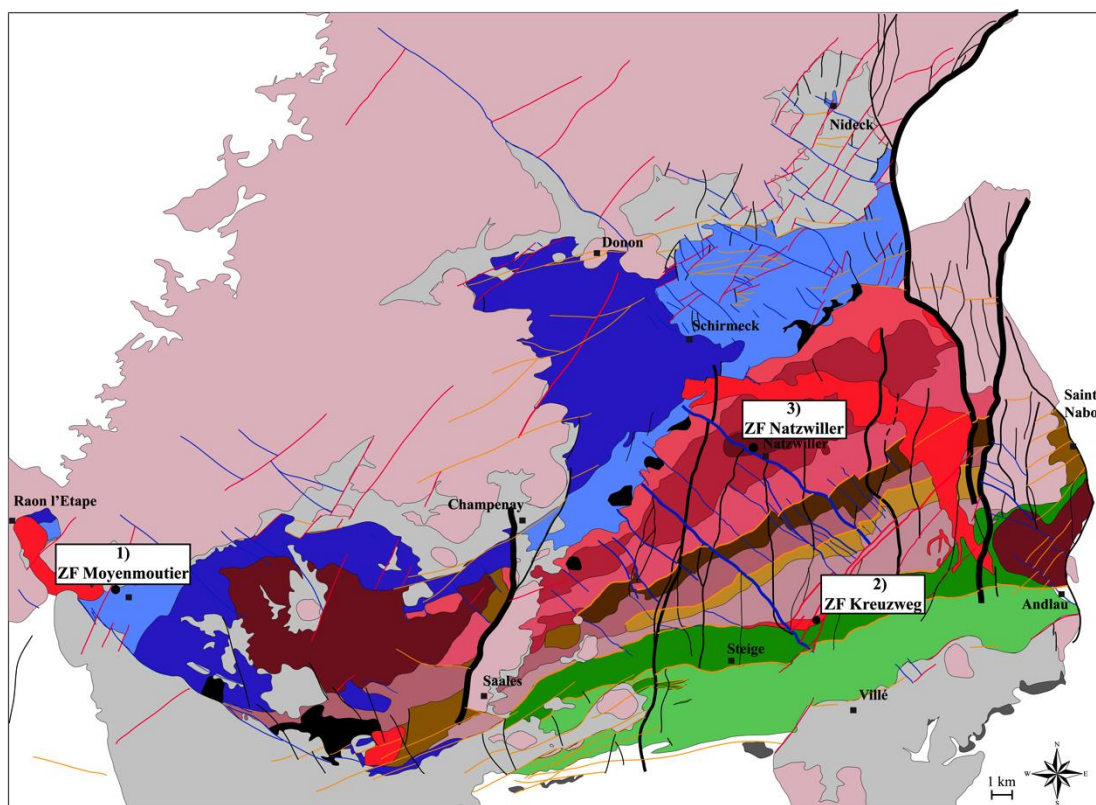 Nideck
Donon
Schirmeck
Saint
Nabo
3)
ZF Natzwiller
Natzwiller
Raon l'Etape
Champenay
1)
ZF Moyenmoutier
2)
ZF Kreuzweg
Andlau
Steige
Saales
Villé
1 km
N
W
E
S